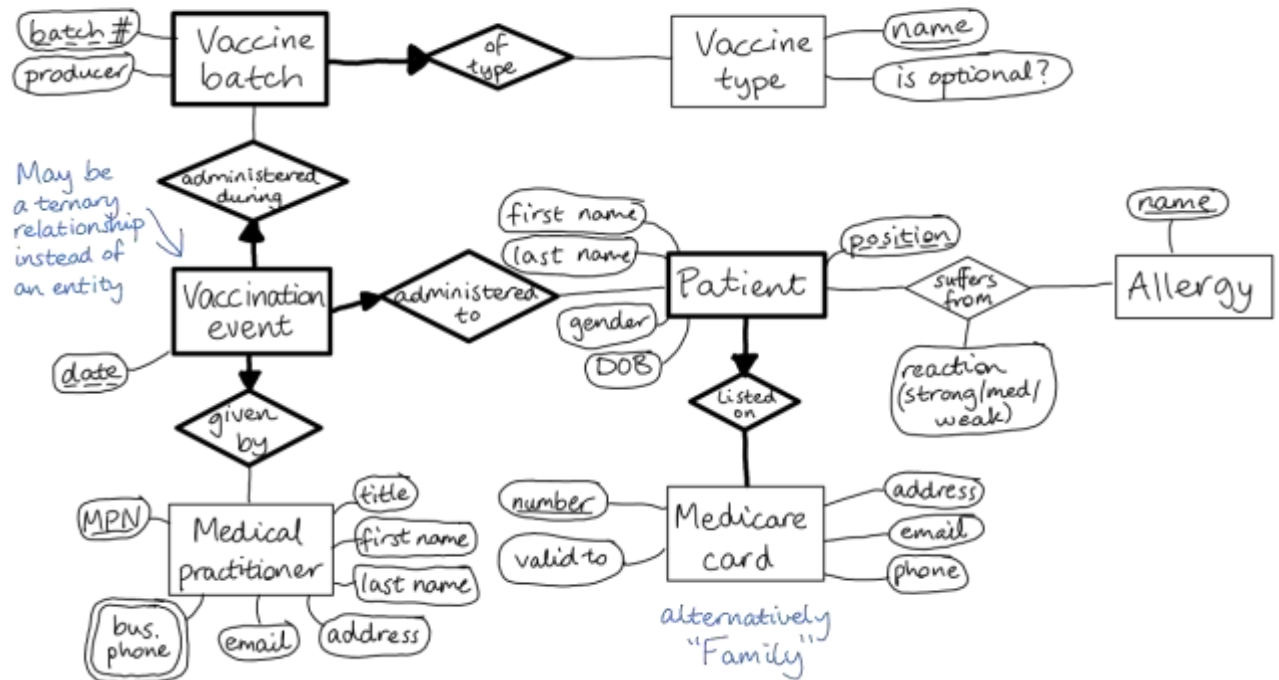 batch #
producer
Vaccine
batch
of
type
Vaccine
type
name
is optional?
administered
during
May be
a ternary
relationship
instead of
an entity
Vaccination
event
date
administered
to
first name
last name
gender
DOB
Patient
position
suffers
from
reaction
(strong/med/
weak)
name
Allergy
given
by
Listed
on
MPN
Medical
practitioner
title
first name
last name
bus.
phone
email
address
number
valid to
Medicare
card
address
email
phone
alternatively
"Family"